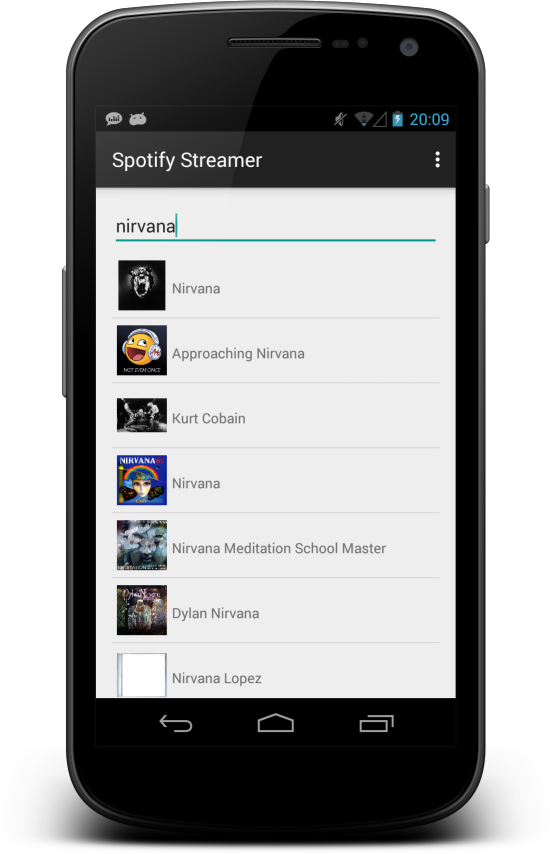 20:09
Spotify Streamer
nirvana
Nirvana
NOT EVEN ONCE
Approaching Nirvana
Kurt Cobain
NIRVANA
Nirvana
Nirvana Meditation School Master
Dylan Nirvana
Nirvana Lopez